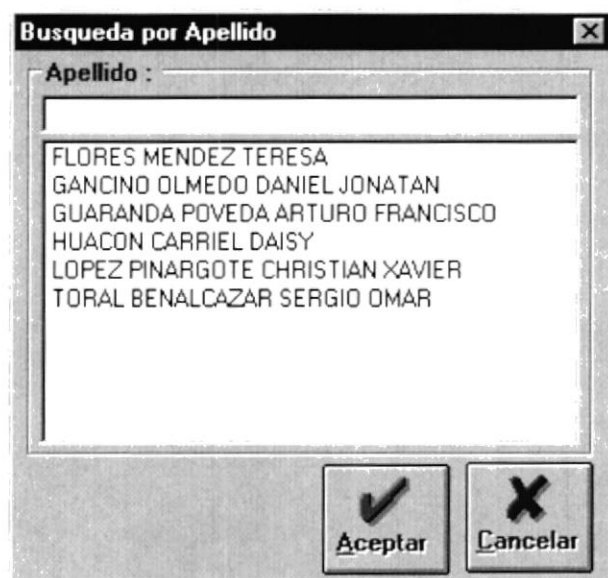 Busqueda por Apellido
Apellido :
FLORES MENDEZ TERESA
GANCINO OLMEDO DANIEL JONATAN
GUARANDA POVEDA ARTURO FRANCISCO
HUACON CARRIEL DAISY
LOPEZ PINARGOTE CHRISTIAN XAVIER
TORAL BENALCAZAR SERGIO OMAR
Aceptar Cancelar